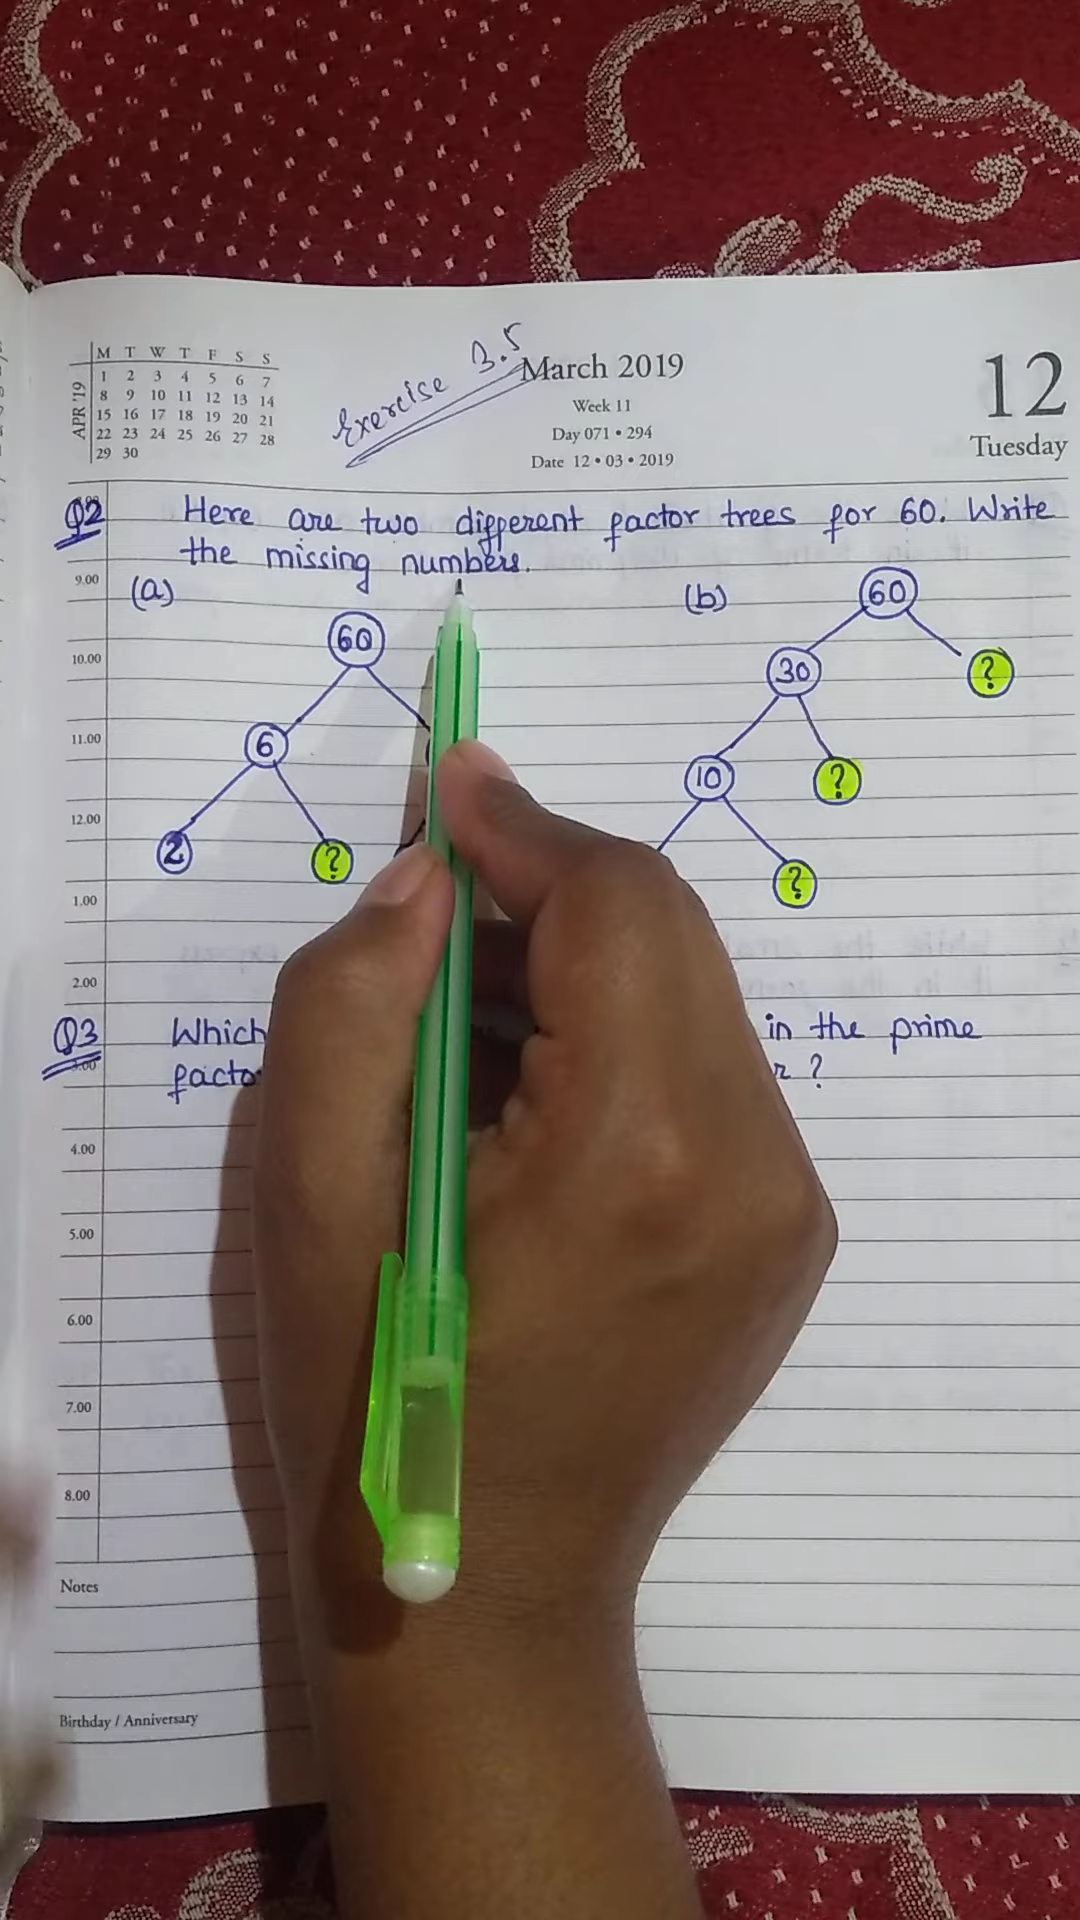 M T W T F S S
APR '19
1 2 3 4 5 6 7
8 9 10 11 12 13 14
15 16 17 18 19 20 21
22 23 24 25 26 27 28
29 30
Exercise 3.5
March 2019
Week 11
Day 071 • 294
Date 12 • 03 • 2019
12
Tuesday
Q2 Here are two different factor trees for 60. Write
the missing numbers.
9.00
(a)
60
6
2 ?
(b)
60
30 ?
10 ?
?
10.00
11.00
12.00
1.00
2.00
Q3 Which in the prime
facto r ?
3.00
4.00
5.00
6.00
7.00
8.00
Notes
Birthday / Anniversary